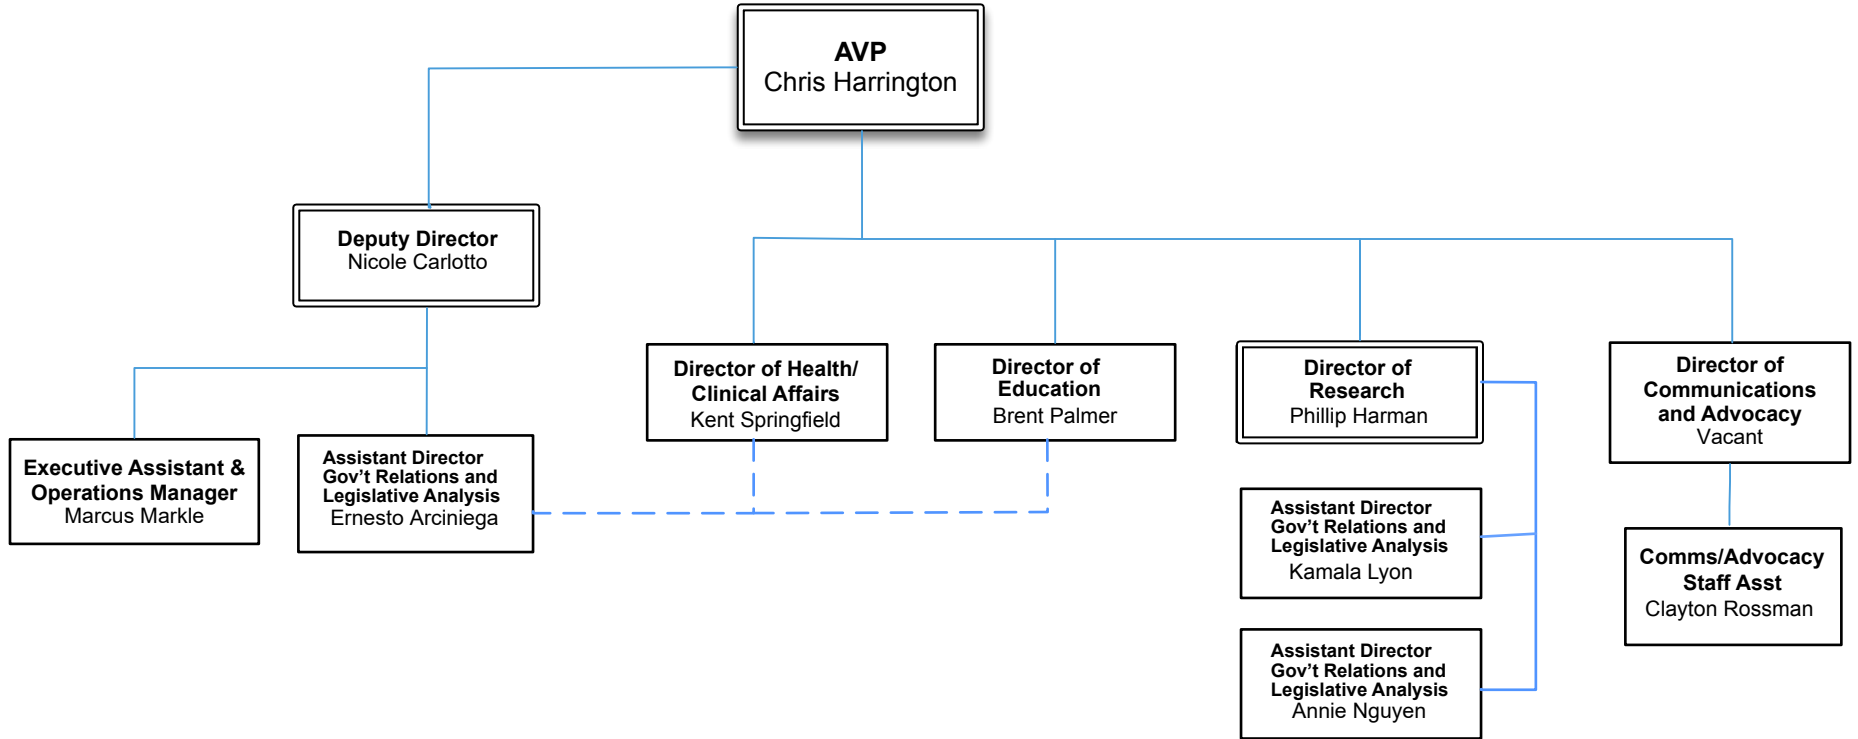 AVP
Chris Harrington
Deputy Director
Nicole Carlotto
Director of Health/
Clinical Affairs
Kent Springfield
Director of
Education
Brent Palmer
Director of
Research
Phillip Harman
Director of
Communications
and Advocacy
Vacant
Executive Assistant &
Operations Manager
Marcus Markle
Assistant Director
Gov’t Relations and
Legislative Analysis
Ernesto Arciniega
Assistant Director
Gov’t Relations and
Legislative Analysis
Kamala Lyon
Comms/Advocacy
Staff Asst
Clayton Rossman
Assistant Director
Gov’t Relations and
Legislative Analysis
Annie Nguyen